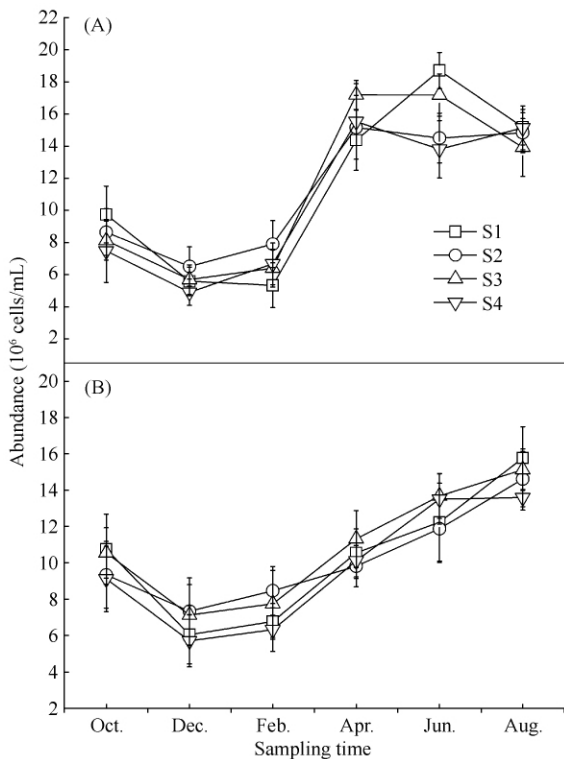 (A)
22
20
18
16
14
12
10
8
6
4
2
S1
S2
S3
S4
Abundance (10⁶ cells/mL)
(B)
20
18
16
14
12
10
8
6
4
2
Oct. Dec. Feb. Apr. Jun. Aug.
Sampling time